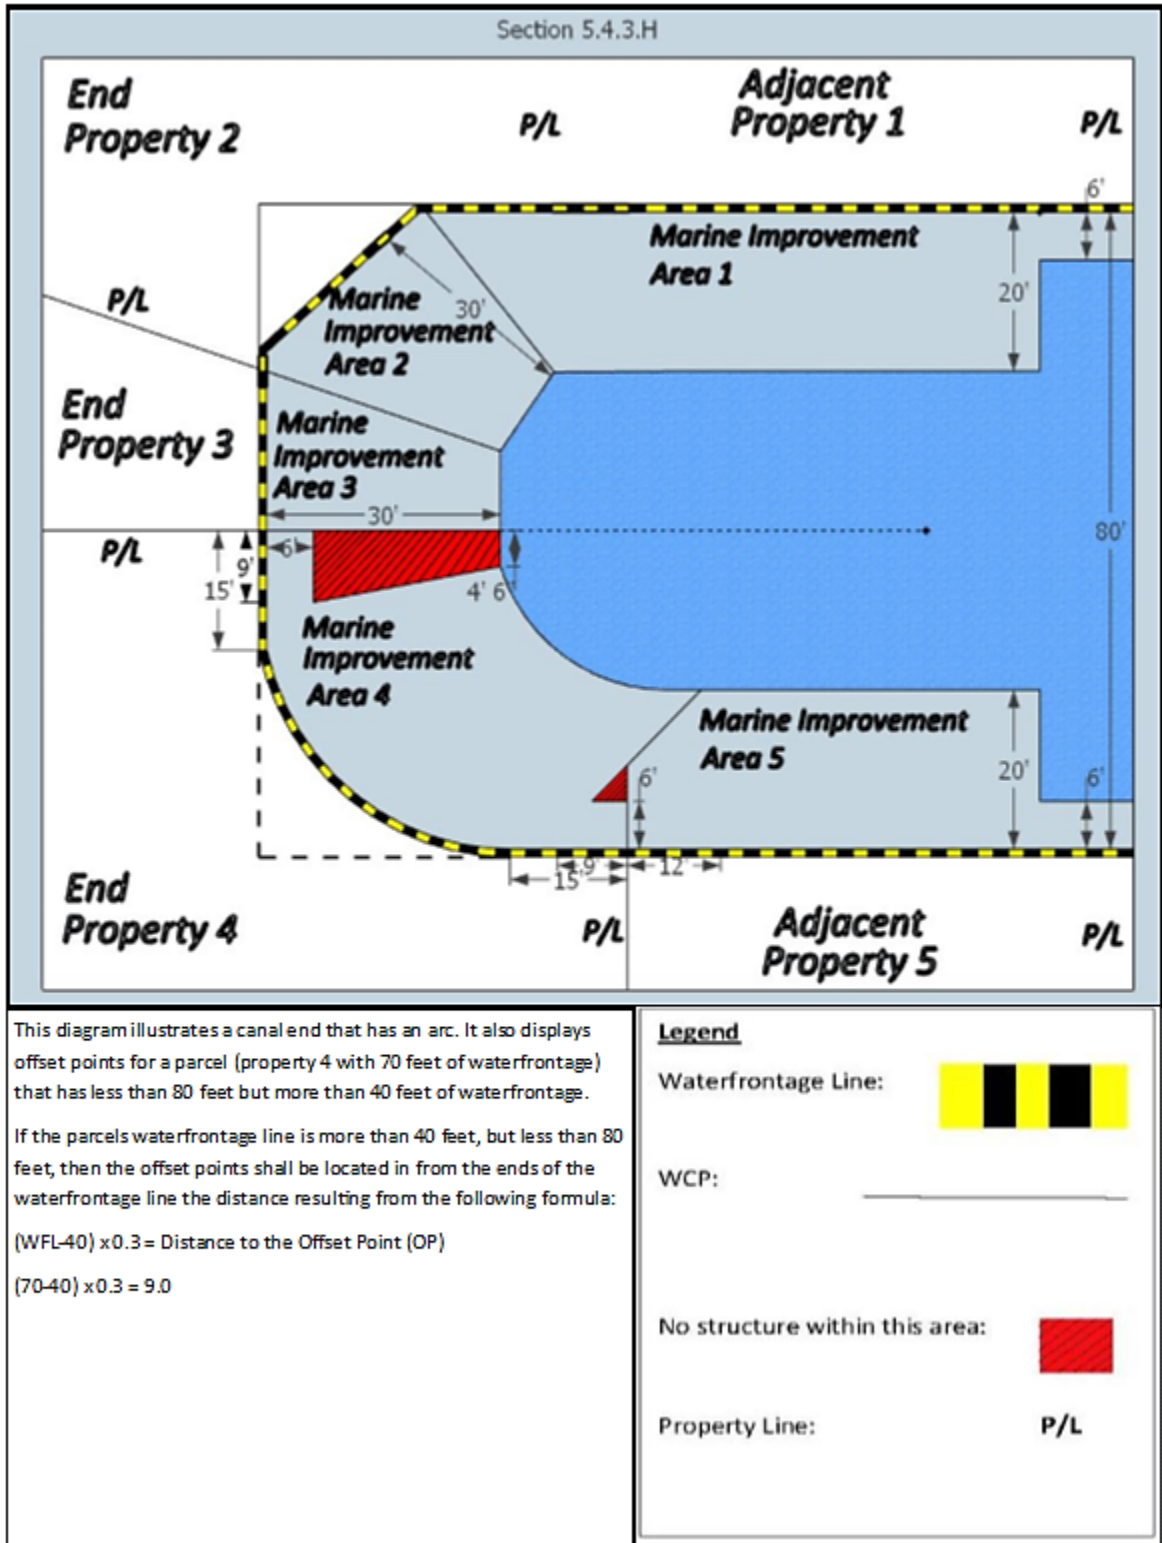 Section 5.4.3.H
End
Property 2
P/L
Adjacent
Property 1
P/L
6'
Marine Improvement
Area 1
20'
P/L
Marine
Improvement
Area 2
30'
End
Property 3
Marine
Improvement
Area 3
30'
80'
P/L
6'
9'
15'
4' 6"
Marine
Improvement
Area 4
Marine Improvement
Area 5
6'
20'
6'
9'
12'
15'
End
Property 4
P/L
Adjacent
Property 5
P/L
This diagram illustrates a canal end that has an arc. It also displays
offset points for a parcel (property 4 with 70 feet of waterfrontage)
that has less than 80 feet but more than 40 feet of waterfrontage.
If the parcels waterfrontage line is more than 40 feet, but less than 80
feet, then the offset points shall be located in from the ends of the
waterfrontage line the distance resulting from the following formula:
(WFL-40) x0.3 = Distance to the Offset Point (OP)
(70-40) x0.3 = 9.0
Legend
Waterfrontage Line:
WCP:
No structure within this area:
Property Line:
P/L